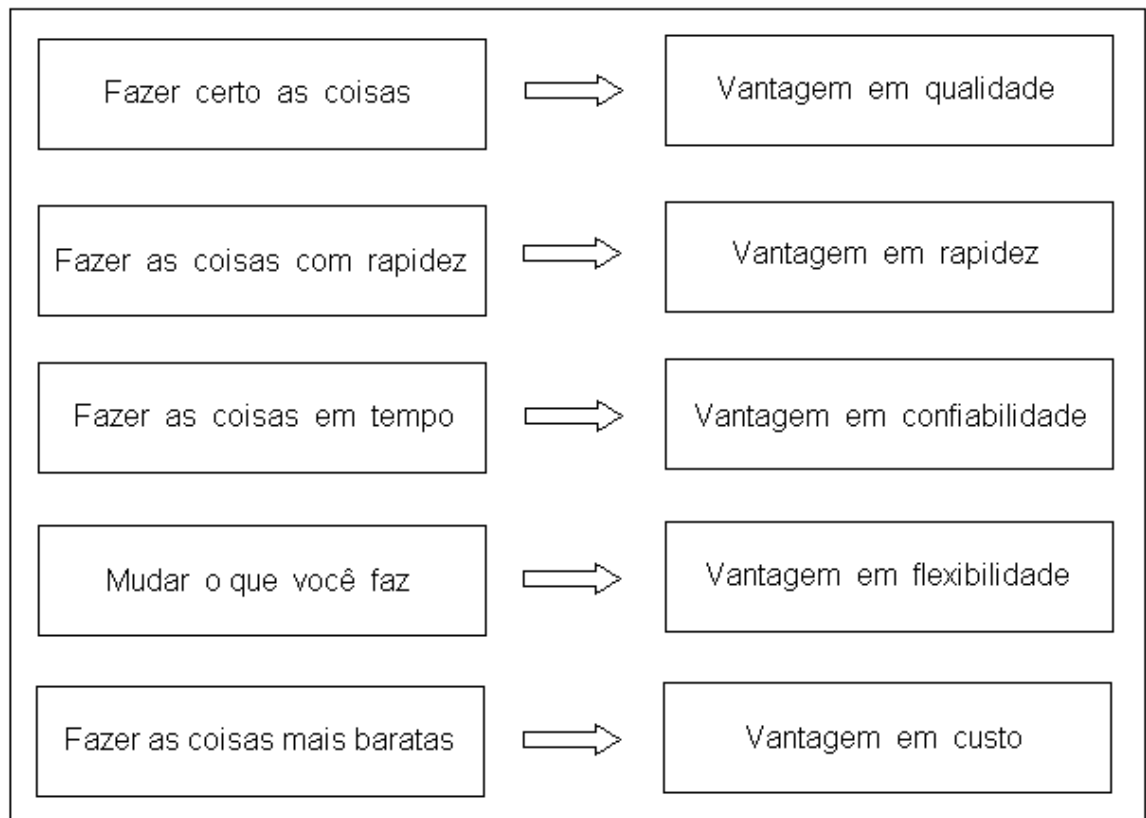 Fazer certo as coisas
Vantagem em qualidade
Fazer as coisas com rapidez
Vantagem em rapidez
Fazer as coisas em tempo
Vantagem em confiabilidade
Mudar o que você faz
Vantagem em flexibilidade
Fazer as coisas mais baratas
Vantagem em custo